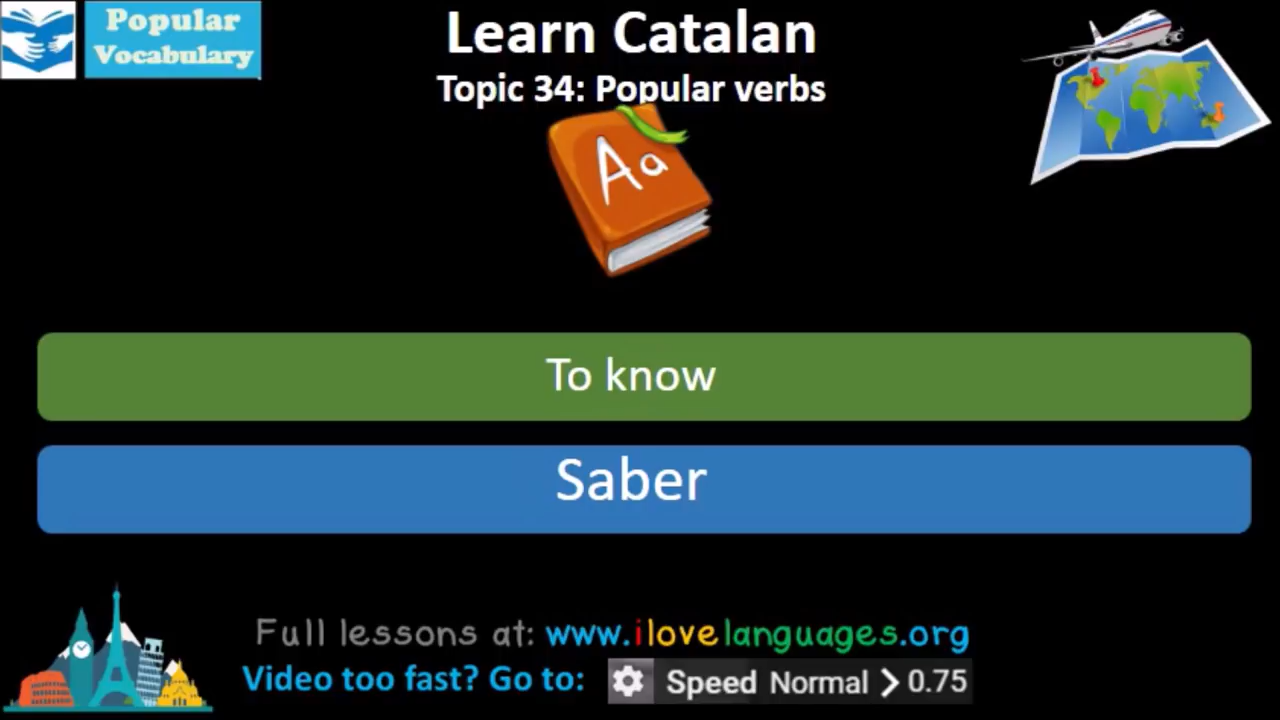 Popular
Vocabulary
Learn Catalan
Topic 34: Popular verbs
Aa
To know
Saber
Full lessons at: www.ilovelanguages.org
Video too fast? Go to: Speed Normal > 0.75